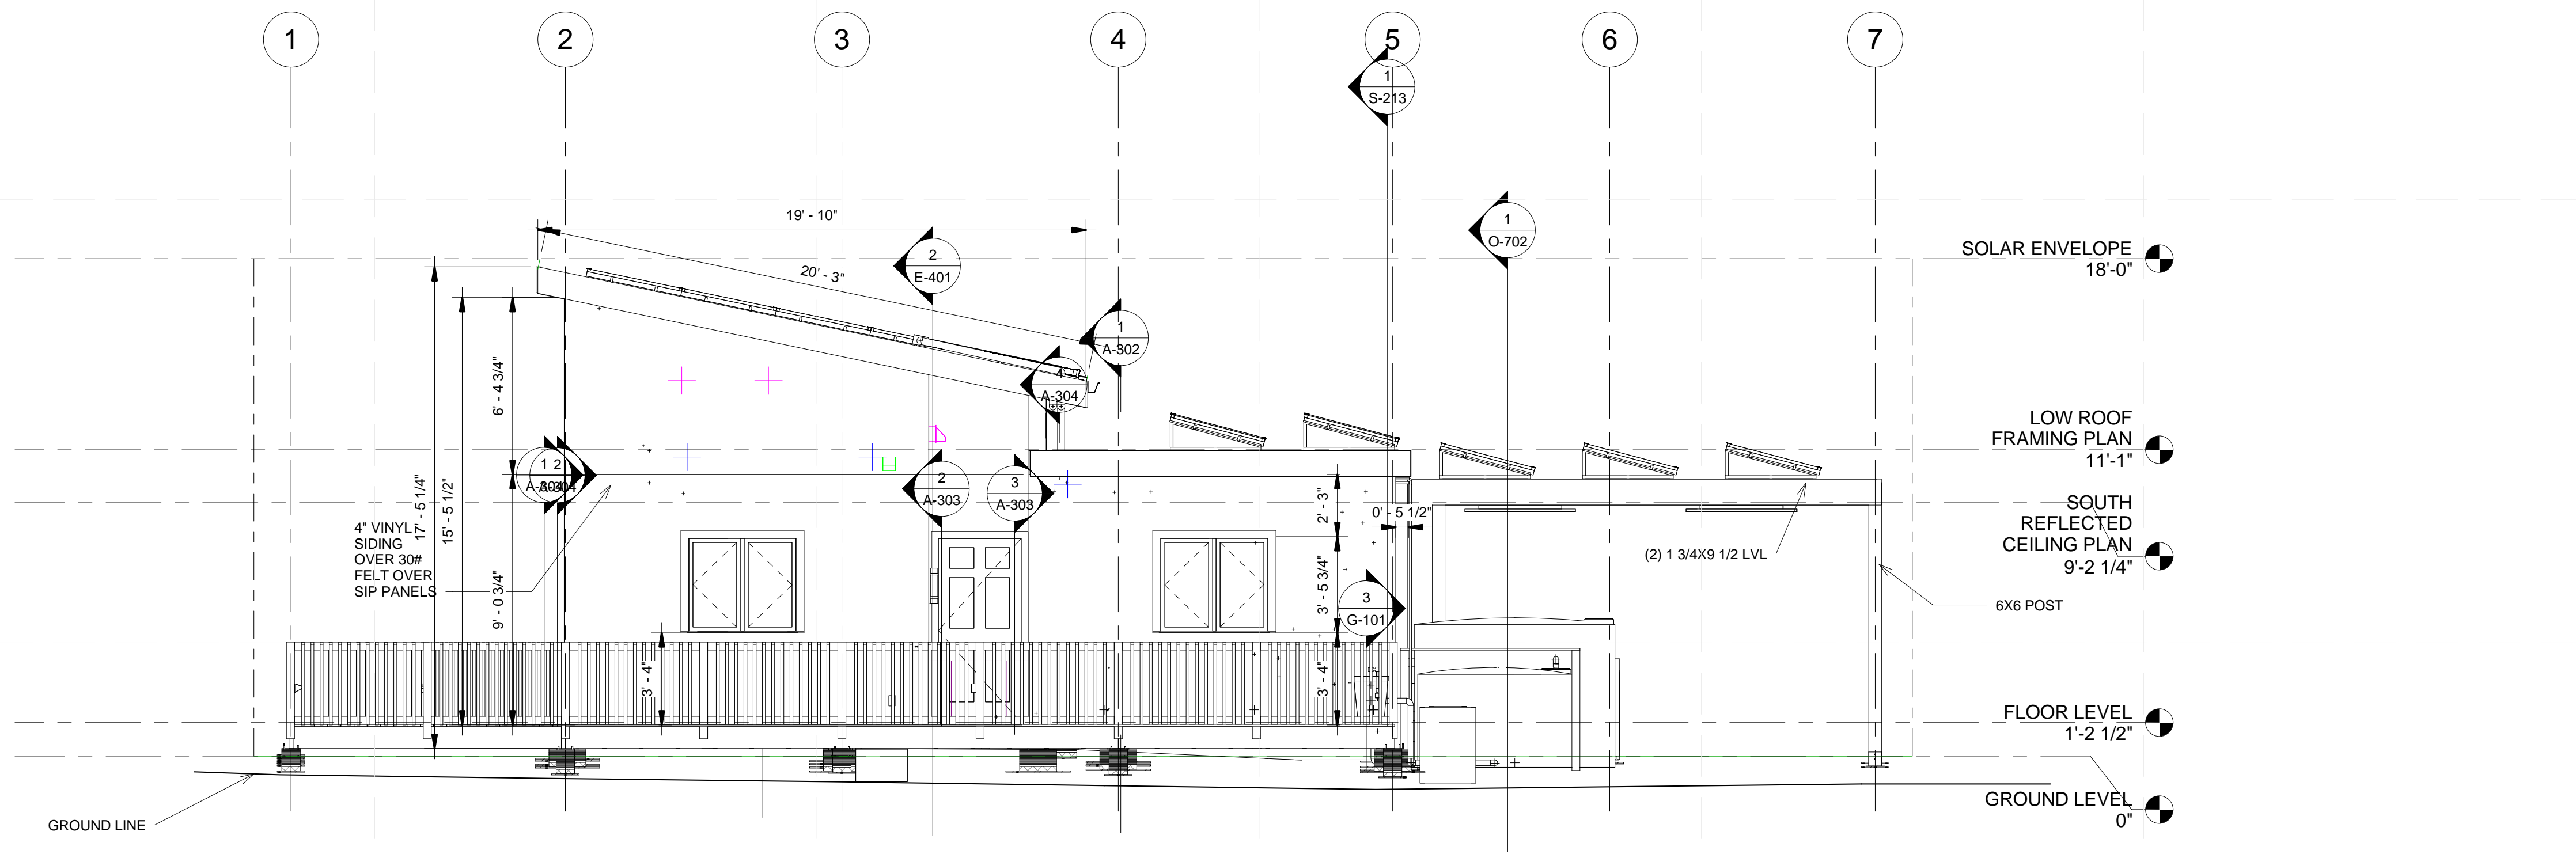 1
2
3
4
5
6
7
1
S-213
19' - 10"
20' - 3"
2
E-401
1
O-702
SOLAR ENVELOPE
18'-0"
1
A-302
4
A-304
6' - 4 3/4"
17' - 5 1/4"
15' - 5 1/2"
9' - 0 3/4"
LOW ROOF
FRAMING PLAN
11'-1"
1
2
A-304
2
A-303
3
A-303
2' - 3"
0' - 5 1/2"
3' - 5 3/4"
3' - 4"
3' - 4"
4" VINYL
SIDING
OVER 30#
FELT OVER
SIP PANELS
(2) 1 3/4X9 1/2 LVL
SOUTH
REFLECTED
CEILING PLAN
9'-2 1/4"
3
G-101
6X6 POST
FLOOR LEVEL
1'-2 1/2"
GROUND LEVEL
0"
GROUND LINE